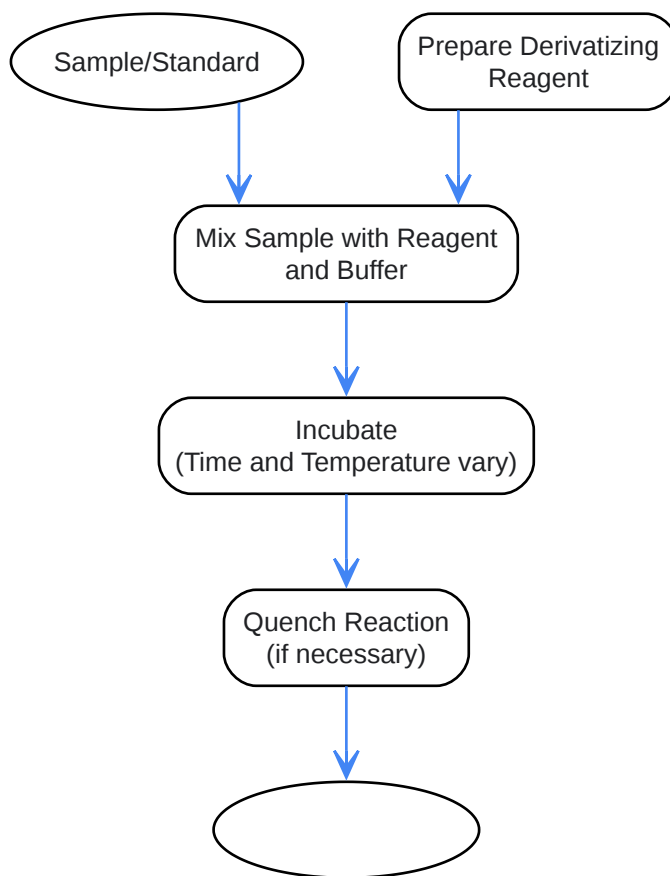 Sample/Standard
Prepare Derivatizing
Reagent
Mix Sample with Reagent
and Buffer
Incubate
(Time and Temperature vary)
Quench Reaction
(if necessary)